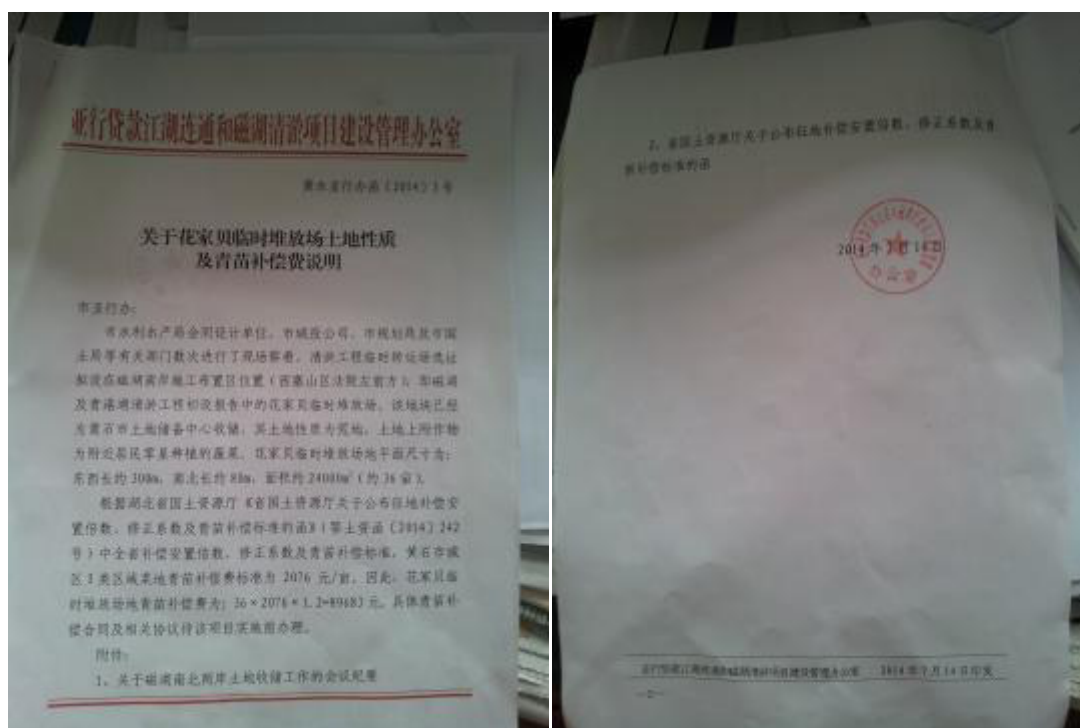 亚行贷款江湖连通和磁湖清淤项目建设管理办公室
黄水亚行办函〔2014〕3号
关于花家贝临时堆放场土地性质
及青苗补偿费说明
市亚行办：
市水利水产局会同设计单位、市城投公司、市规划局及市国
土局等有关部门数次进行了现场察看，清淤工程临时转运场选址
拟设在磁湖南岸施工布置区位置（西塞山区法院左前方），即磁湖
及青港湖清淤工程初设报告中的花家贝临时堆放场。该地块已经
为黄石市土地储备中心收储，其土地性质为荒地，土地上附作物
为附近居民零星种植的蔬菜。花家贝临时堆放场地平面尺寸为：
东西长约300m，南北长约80m，面积约24000m²（约36亩）。
根据湖北省国土资源厅《省国土资源厅关于公布征地补偿安
置倍数、修正系数及青苗补偿标准的函》（鄂土资函〔2014〕242
号）中全省补偿安置倍数、修正系数及青苗补偿标准，黄石市城
区I类区域菜地青苗补偿费标准为2076元/亩。因此，花家贝临
时堆放场地青苗补偿费为：36×2076×1.2=89683元。具体青苗补
偿合同及相关协议待该项目实施前办理。
附件：
1、关于磁湖南北两岸土地收储工作的会议纪要
2、省国土资源厅关于公布征地补偿安置倍数、修正系数及青
苗补偿标准的函
2014年7月14日
亚行贷款江湖连通和磁湖清淤项目建设管理办公室 2014年7月14日印发
-2-